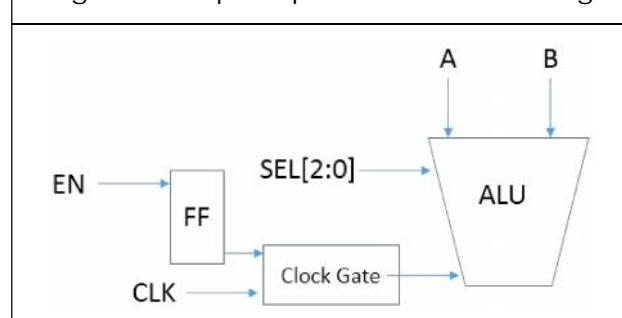 A B
EN
SEL[2:0]
ALU
FF
Clock Gate
CLK